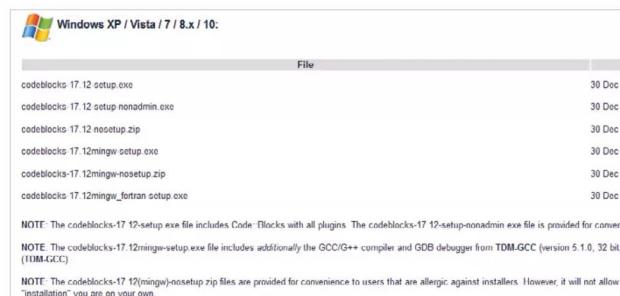 Windows XP / Vista / 7 / 8.x / 10:
File
codeblocks-17.12-setup.exe 30 Dec
codeblocks-17.12-setup-nonadmin.exe 30 Dec
codeblocks-17.12-nosetup.zip 30 Dec
codeblocks-17.12mingw-setup.exe 30 Dec
codeblocks-17.12mingw-nosetup.zip 30 Dec
codeblocks-17.12mingw_fortran-setup.exe 30 Dec
NOTE: The codeblocks-17.12-setup.exe file includes Code::Blocks with all plugins. The codeblocks-17.12-setup-nonadmin.exe file is provided for conver
NOTE: The codeblocks-17.12mingw-setup.exe file includes additionally the GCC/G++ compiler and GDB debugger from TDM-GCC (version 5.1.0, 32 bit
(TDM-GCC)
NOTE: The codeblocks-17.12(mingw)-nosetup.zip files are provided for convenience to users that are allergic against installers. However, it will not allow
"installation" you are on your own.